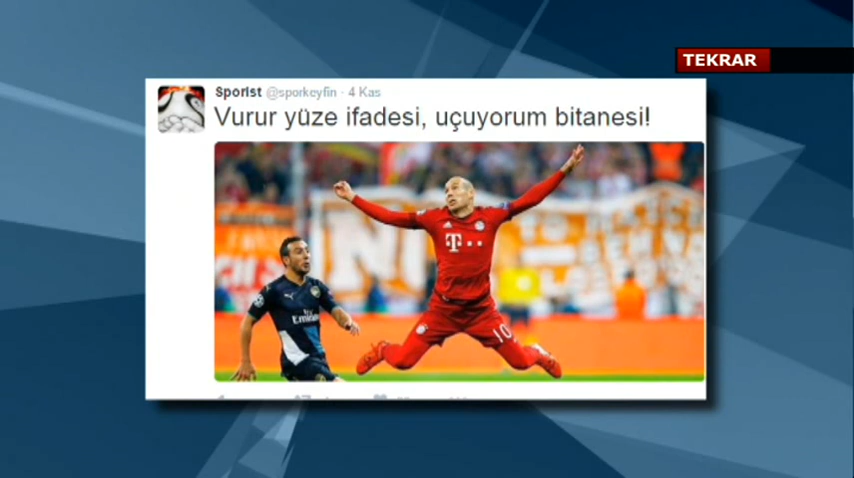 TEKRAR
Sporist @sporkeyfin · 4 Kas
Vurur yüze ifadesi, uçuyorum bitanesi!
T
Emirates
10